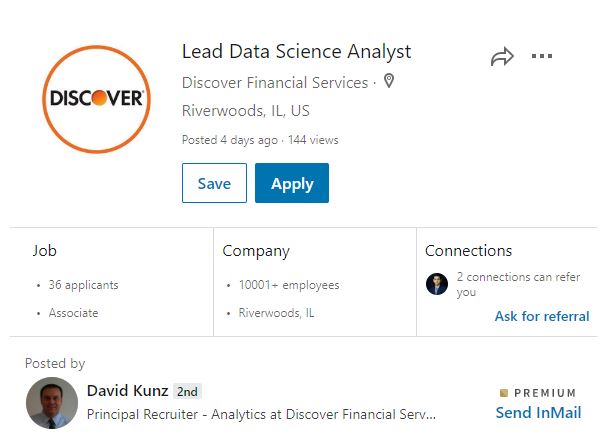 DISCOVER
Lead Data Science Analyst
Discover Financial Services ·
Riverwoods, IL, US
Posted 4 days ago · 144 views
Save
Apply
Job
• 36 applicants
• Associate
Company
• 10001+ employees
• Riverwoods, IL
Connections
2 connections can refer
you
Ask for referral
Posted by
David Kunz 2nd
Principal Recruiter - Analytics at Discover Financial Serv...
PREMIUM
Send InMail